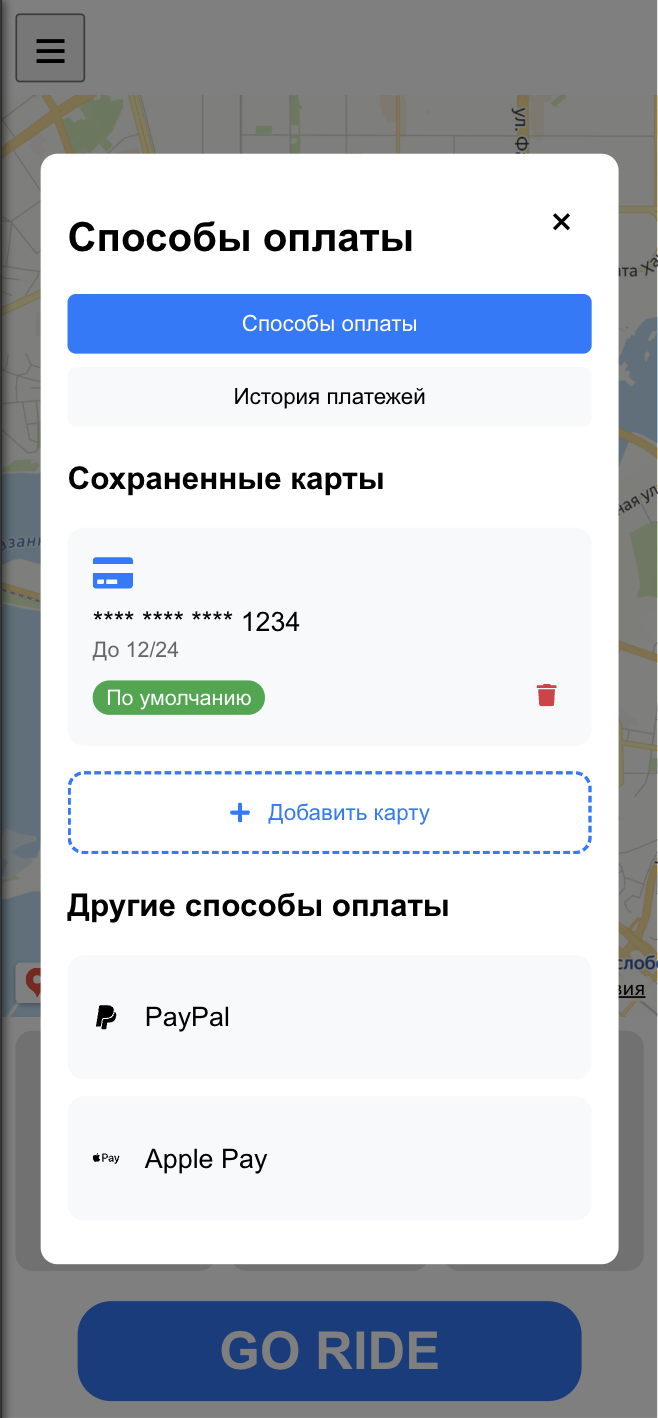 ул. Ф
Способы оплаты
Способы оплаты
История платежей
Сохраненные карты
**** **** **** 1234
До 12/24
По умолчанию
Добавить карту
Другие способы оплаты
PayPal
Pay
Apple Pay
GO RIDE